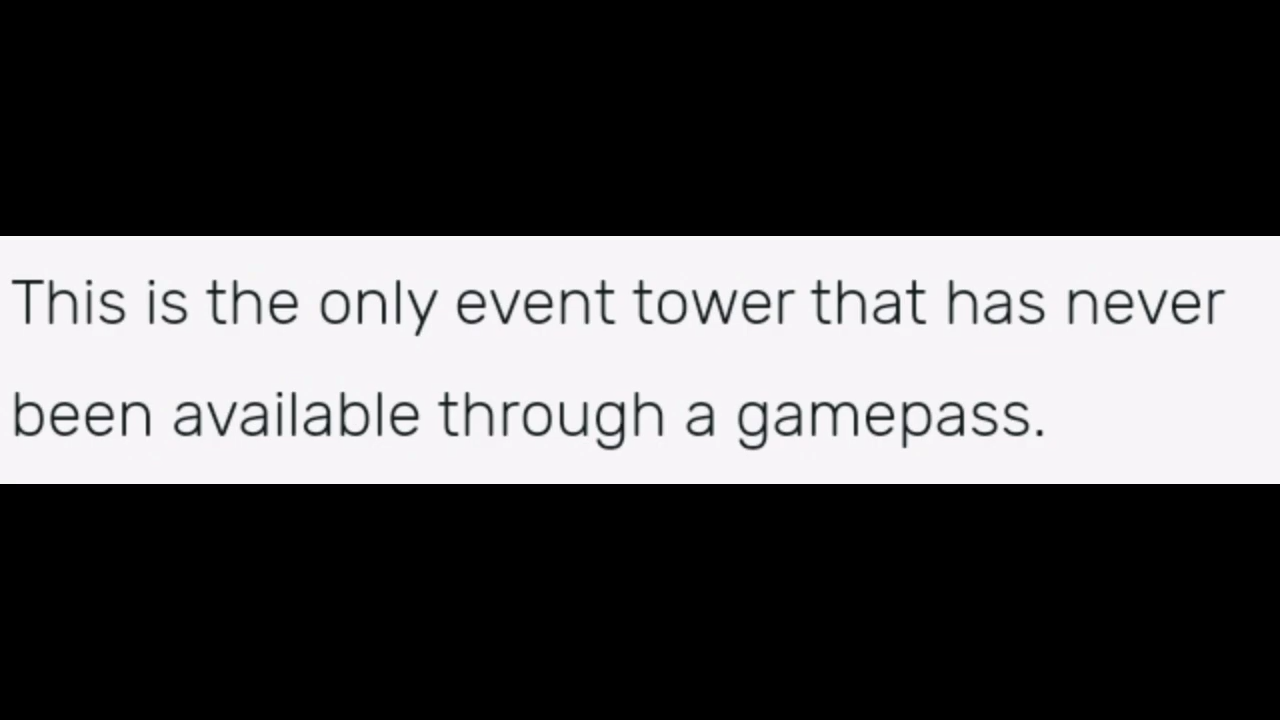 This is the only event tower that has never
been available through a gamepass.